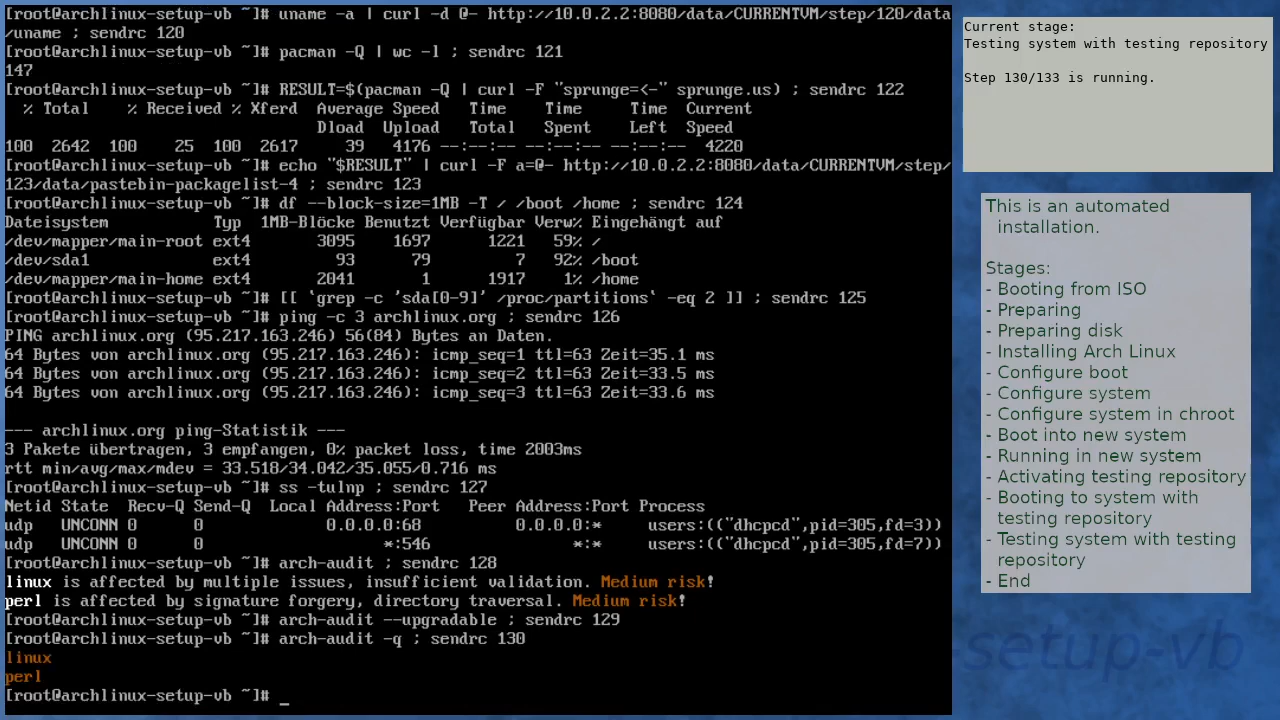 [root@archlinux-setup-vb ~]# uname -a | curl -d @- http://10.0.2.2:8080/data/CURRENTVM/step/120/data
/uname ; sendrc 120
[root@archlinux-setup-vb ~]# pacman -Q | wc -l ; sendrc 121
147
[root@archlinux-setup-vb ~]# RESULT=$(pacman -Q | curl -F "sprunge=<-" sprunge.us) ; sendrc 122
  % Total    % Received % Xferd  Average Speed   Time    Time     Time  Current
                                 Dload  Upload   Total   Spent    Left  Speed
100  2642  100    25  100  2617     39   4176 --:--:-- --:--:-- --:--:--  4220
[root@archlinux-setup-vb ~]# echo "$RESULT" | curl -F a=@- http://10.0.2.2:8080/data/CURRENTVM/step/
123/data/pastebin-packagelist-4 ; sendrc 123
[root@archlinux-setup-vb ~]# df --block-size=1MB -T / /boot /home ; sendrc 124
Dateisystem           Typ  1MB-Blöcke Benutzt Verfügbar Verw% Eingehängt auf
/dev/mapper/main-root ext4       3095    1697      1221   59% /
/dev/sda1             ext4         93      79         7   92% /boot
/dev/mapper/main-home ext4       2041       1      1917    1% /home
[root@archlinux-setup-vb ~]# [[ `grep -c 'sda[0-9]' /proc/partitions` -eq 2 ]] ; sendrc 125
[root@archlinux-setup-vb ~]# ping -c 3 archlinux.org ; sendrc 126
PING archlinux.org (95.217.163.246) 56(84) Bytes an Daten.
64 Bytes von archlinux.org (95.217.163.246): icmp_seq=1 ttl=63 Zeit=35.1 ms
64 Bytes von archlinux.org (95.217.163.246): icmp_seq=2 ttl=63 Zeit=33.5 ms
64 Bytes von archlinux.org (95.217.163.246): icmp_seq=3 ttl=63 Zeit=33.6 ms

--- archlinux.org ping-Statistik ---
3 Pakete übertragen, 3 empfangen, 0% packet loss, time 2003ms
rtt min/avg/max/mdev = 33.518/34.042/35.055/0.716 ms
[root@archlinux-setup-vb ~]# ss -tulnp ; sendrc 127
Netid State  Recv-Q Send-Q  Local Address:Port   Peer Address:Port Process
udp   UNCONN 0      0             0.0.0.0:68          0.0.0.0:*     users:(("dhcpcd",pid=305,fd=3))
udp   UNCONN 0      0                   *:546               *:*     users:(("dhcpcd",pid=305,fd=7))
[root@archlinux-setup-vb ~]# arch-audit ; sendrc 128
linux is affected by multiple issues, insufficient validation. Medium risk!
perl is affected by signature forgery, directory traversal. Medium risk!
[root@archlinux-setup-vb ~]# arch-audit --upgradable ; sendrc 129
[root@archlinux-setup-vb ~]# arch-audit -q ; sendrc 130
linux
perl
[root@archlinux-setup-vb ~]# _
Current stage:
Testing system with testing repository

Step 130/133 is running.
This is an automated
installation.

Stages:
- Booting from ISO
- Preparing
- Preparing disk
- Installing Arch Linux
- Configure boot
- Configure system
- Configure system in chroot
- Boot into new system
- Running in new system
- Activating testing repository
- Booting to system with
testing repository
- Testing system with testing
repository
- End
-setup-vb